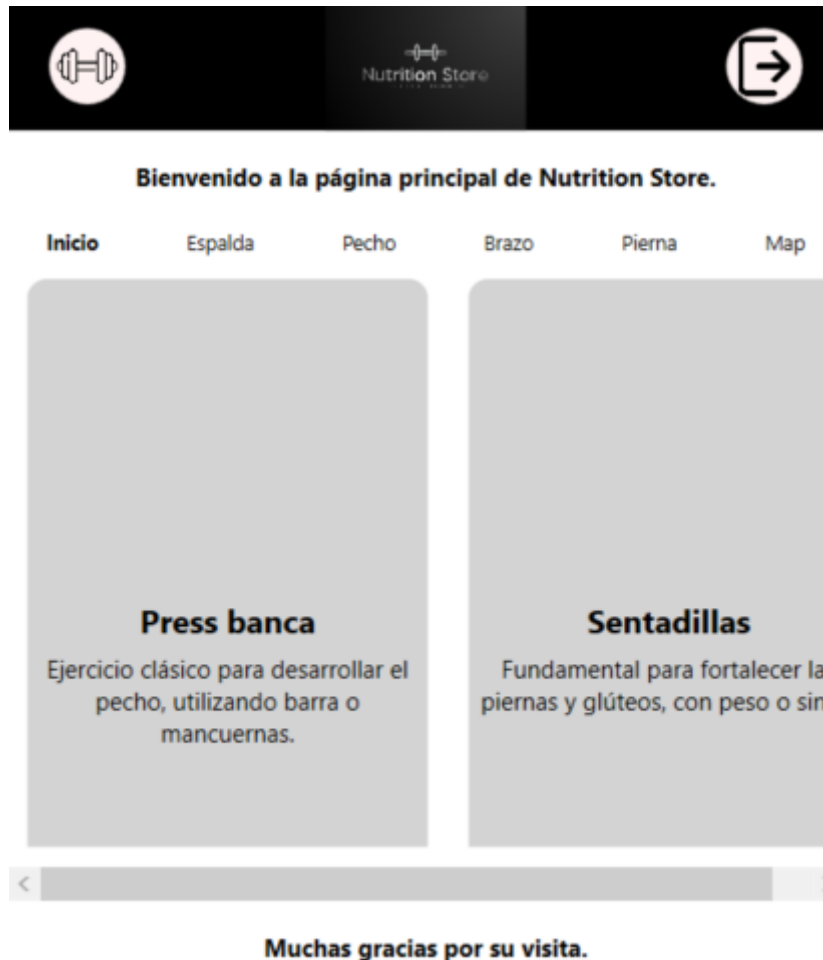 Nutrition Store
Bienvenido a la página principal de Nutrition Store.
Inicio Espalda Pecho Brazo Pierna Map
Press banca
Ejercicio clásico para desarrollar el
pecho, utilizando barra o
mancuernas.
Sentadillas
Fundamental para fortalecer la
piernas y glúteos, con peso o sin
Muchas gracias por su visita.